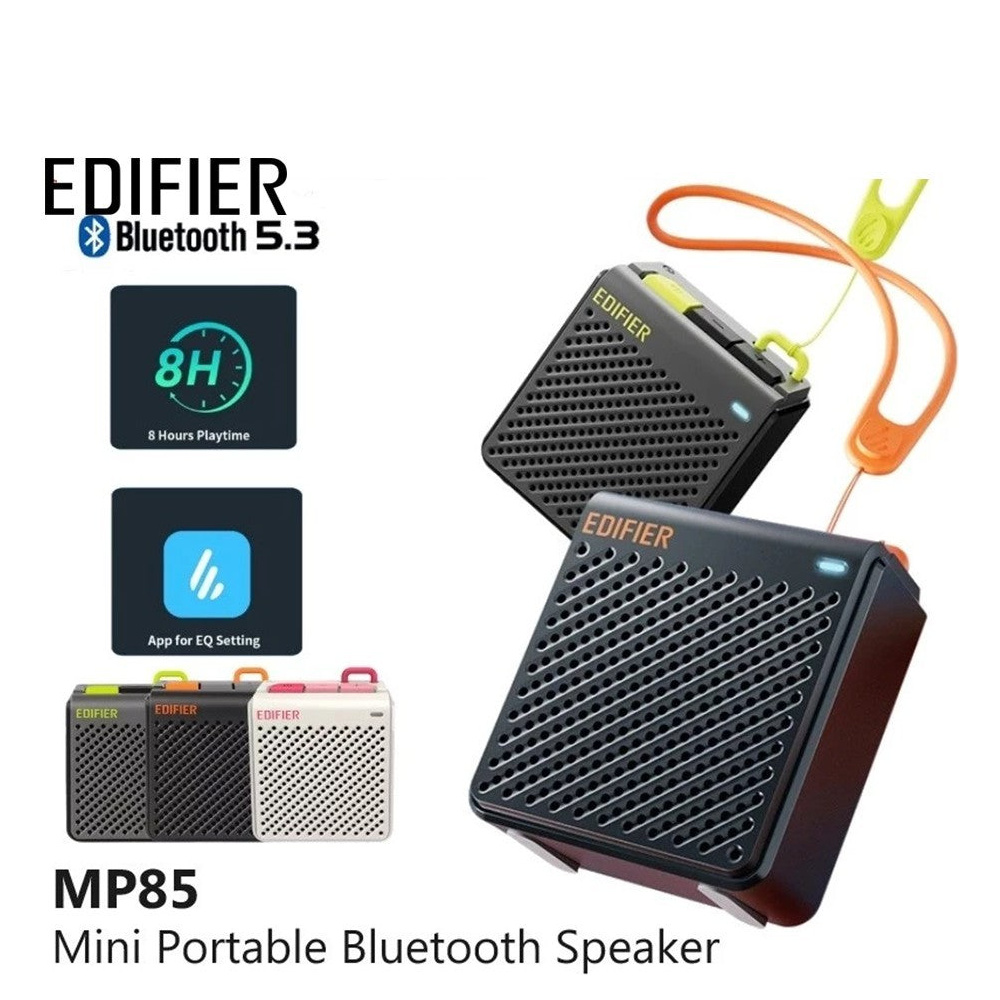 EDIFIER
Bluetooth 5.3
8H
8 Hours Playtime
App for EQ Setting
EDIFIER
EDIFIER
EDIFIER
EDIFIER
EDIFIER
MP85
Mini Portable Bluetooth Speaker